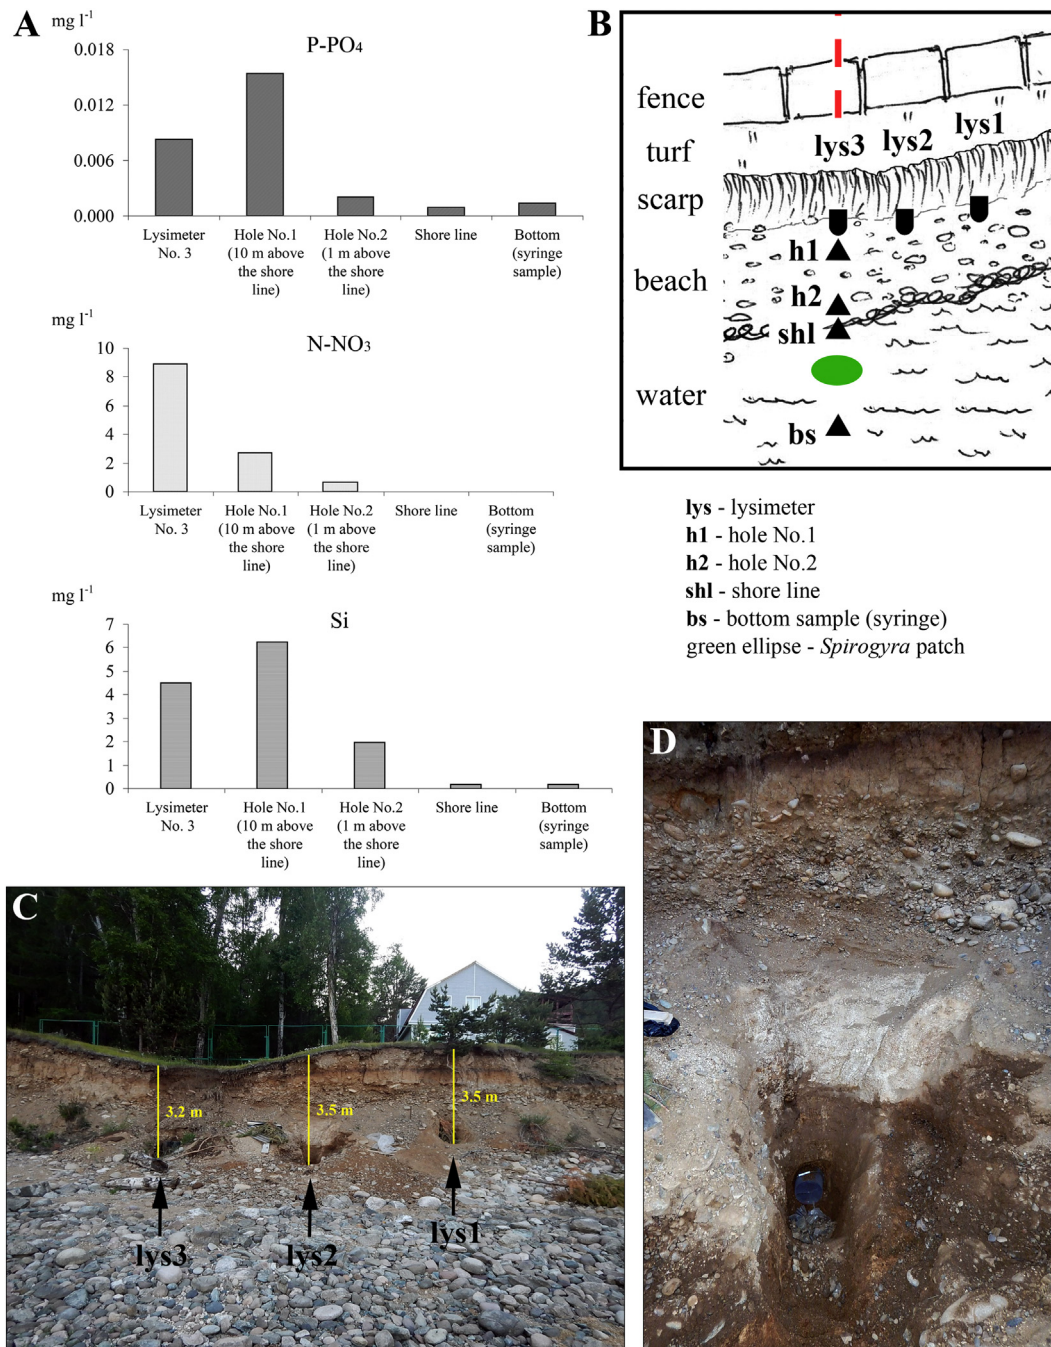 A
mg l-1
P-PO4
0.018
0.012
0.006
0.000
Lysimeter
No. 3
Hole No.1
(10 m above
the shore
line)
Hole No.2
(1 m above the
shore line)
Shore line
Bottom
(syringe
sample)
mg l-1
N-NO3
10
8
6
4
2
0
Lysimeter
No. 3
Hole No.1
(10 m above
the shore
line)
Hole No.2
(1 m above the
shore line)
Shore line
Bottom
(syringe
sample)
mg l-1
Si
7
6
5
4
3
2
1
0
Lysimeter
No. 3
Hole No.1
(10 m above
the shore
line)
Hole No.2
(1 m above the
shore line)
Shore line
Bottom
(syringe
sample)
B
fence
turf
scarp
beach
water
lys3 lys2 lys1
h1
h2
shl
bs
lys - lysimeter
h1 - hole No.1
h2 - hole No.2
shl - shore line
bs - bottom sample (syringe)
green ellipse - Spirogyra patch
C
3.2 m
3.5 m
3.5 m
lys3
lys2
lys1
D